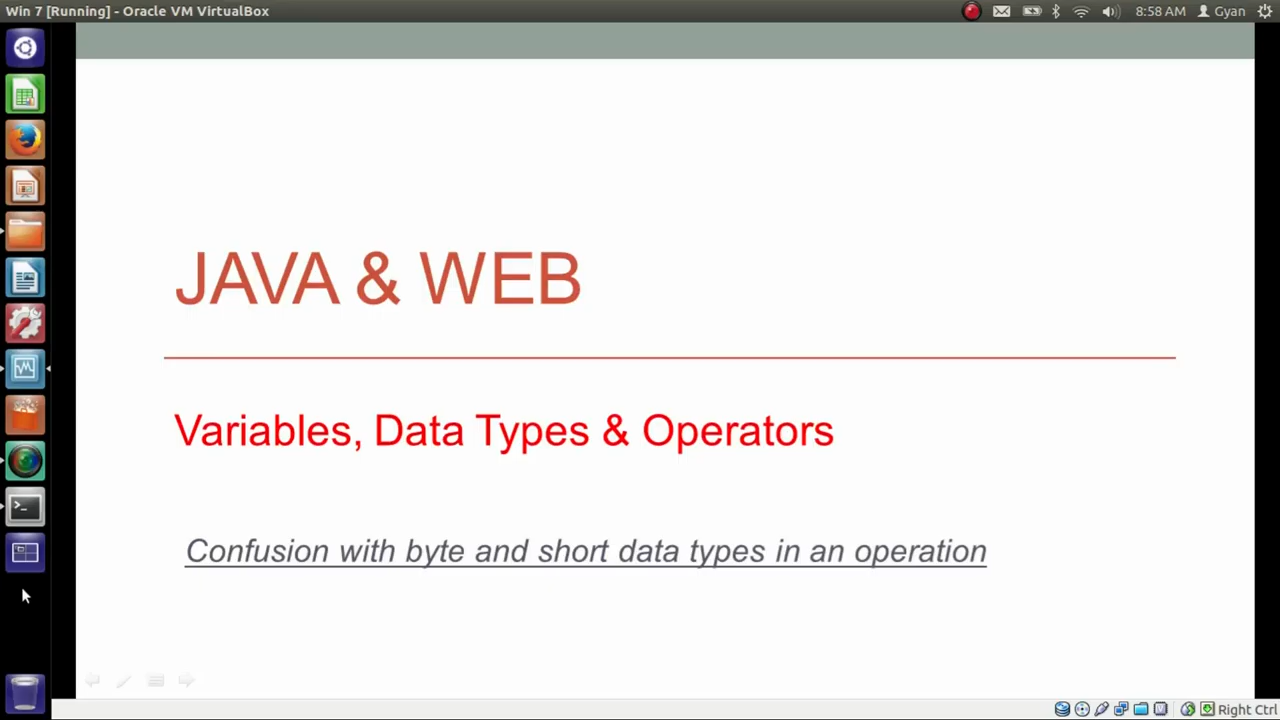 Win 7 [Running] - Oracle VM VirtualBox
8:58 AM Gyan
JAVA & WEB
Variables, Data Types & Operators
Confusion with byte and short data types in an operation
Right Ctrl